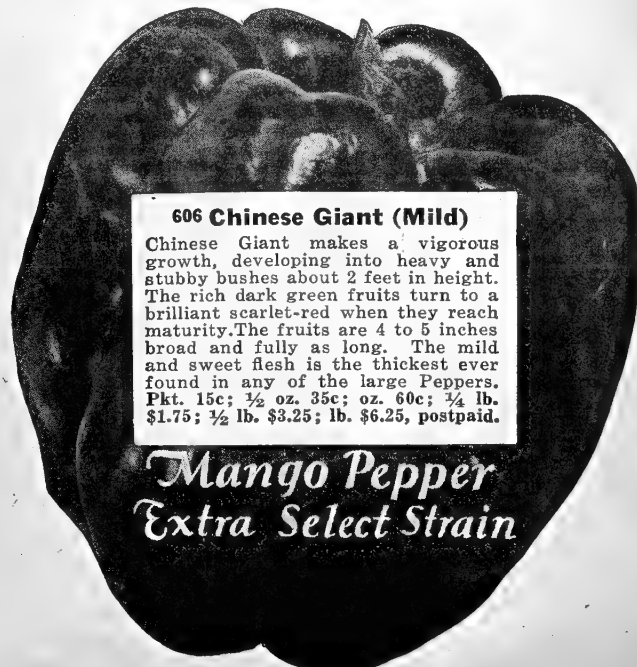 606 Chinese Giant (Mild)
Chinese Giant makes a vigorous
growth, developing into heavy and
stubby bushes about 2 feet in height.
The rich dark green fruits turn to a
brilliant scarlet-red when they reach
maturity.The fruits are 4 to 5 inches
broad and fully as long. The mild
and sweet flesh is the thickest ever
found in any of the large Peppers.
Pkt. 15c; ½ oz. 35c; oz. 60c; ¼ lb.
$1.75; ½ lb. $3.25; lb. $6.25, postpaid.
Mango Pepper
Extra Select Strain